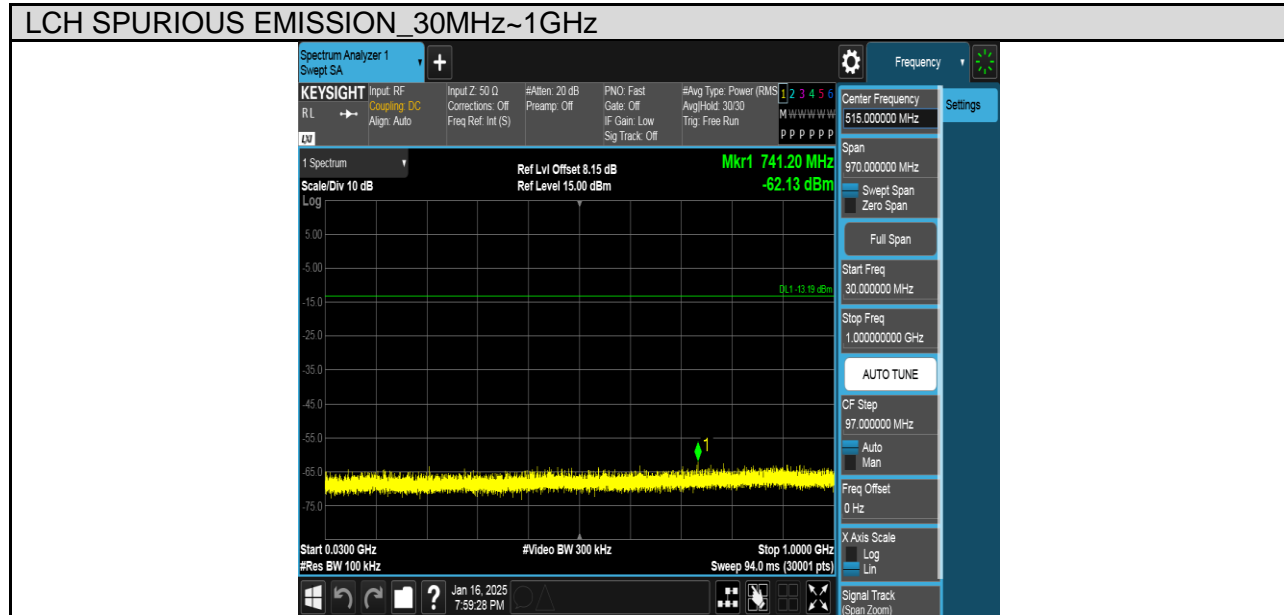 LCH SPURIOUS EMISSION_30MHz~1GHz
Spectrum Analyzer 1
Swept SA
+
Frequency
KEYSIGHT
RL
LXI
Input: RF
Coupling: DC
Align: Auto
Input Z: 50 Ω
Corrections: Off
Freq Ref: Int (S)
#Atten: 20 dB
Preamp: Off
PNO: Fast
Gate: Off
IF Gain: Low
Sig Track: Off
#Avg Type: Power (RMS
Avg|Hold: 30/30
Trig: Free Run
1 2 3 4 5 6
M W W W W W
P P P P P P
1 Spectrum
Scale/Div 10 dB
Ref Lvl Offset 8.15 dB
Ref Level 15.00 dBm
Mkr1 741.20 MHz
-62.13 dBm
Log
5.00
-5.00
DL1 -13.19 dBm
-15.0
-25.0
-35.0
-45.0
-55.0
1
-65.0
-75.0
Start 0.0300 GHz
#Video BW 300 kHz
Stop 1.0000 GHz
#Res BW 100 kHz
Sweep 94.0 ms (30001 pts)
?
Jan 16, 2025
7:59:28 PM
Center Frequency
515.000000 MHz
Settings
Span
970.000000 MHz
Swept Span
Zero Span
Full Span
Start Freq
30.000000 MHz
Stop Freq
1.000000000 GHz
AUTO TUNE
CF Step
97.000000 MHz
Auto
Man
Freq Offset
0 Hz
X Axis Scale
Log
Lin
Signal Track
(Span Zoom)